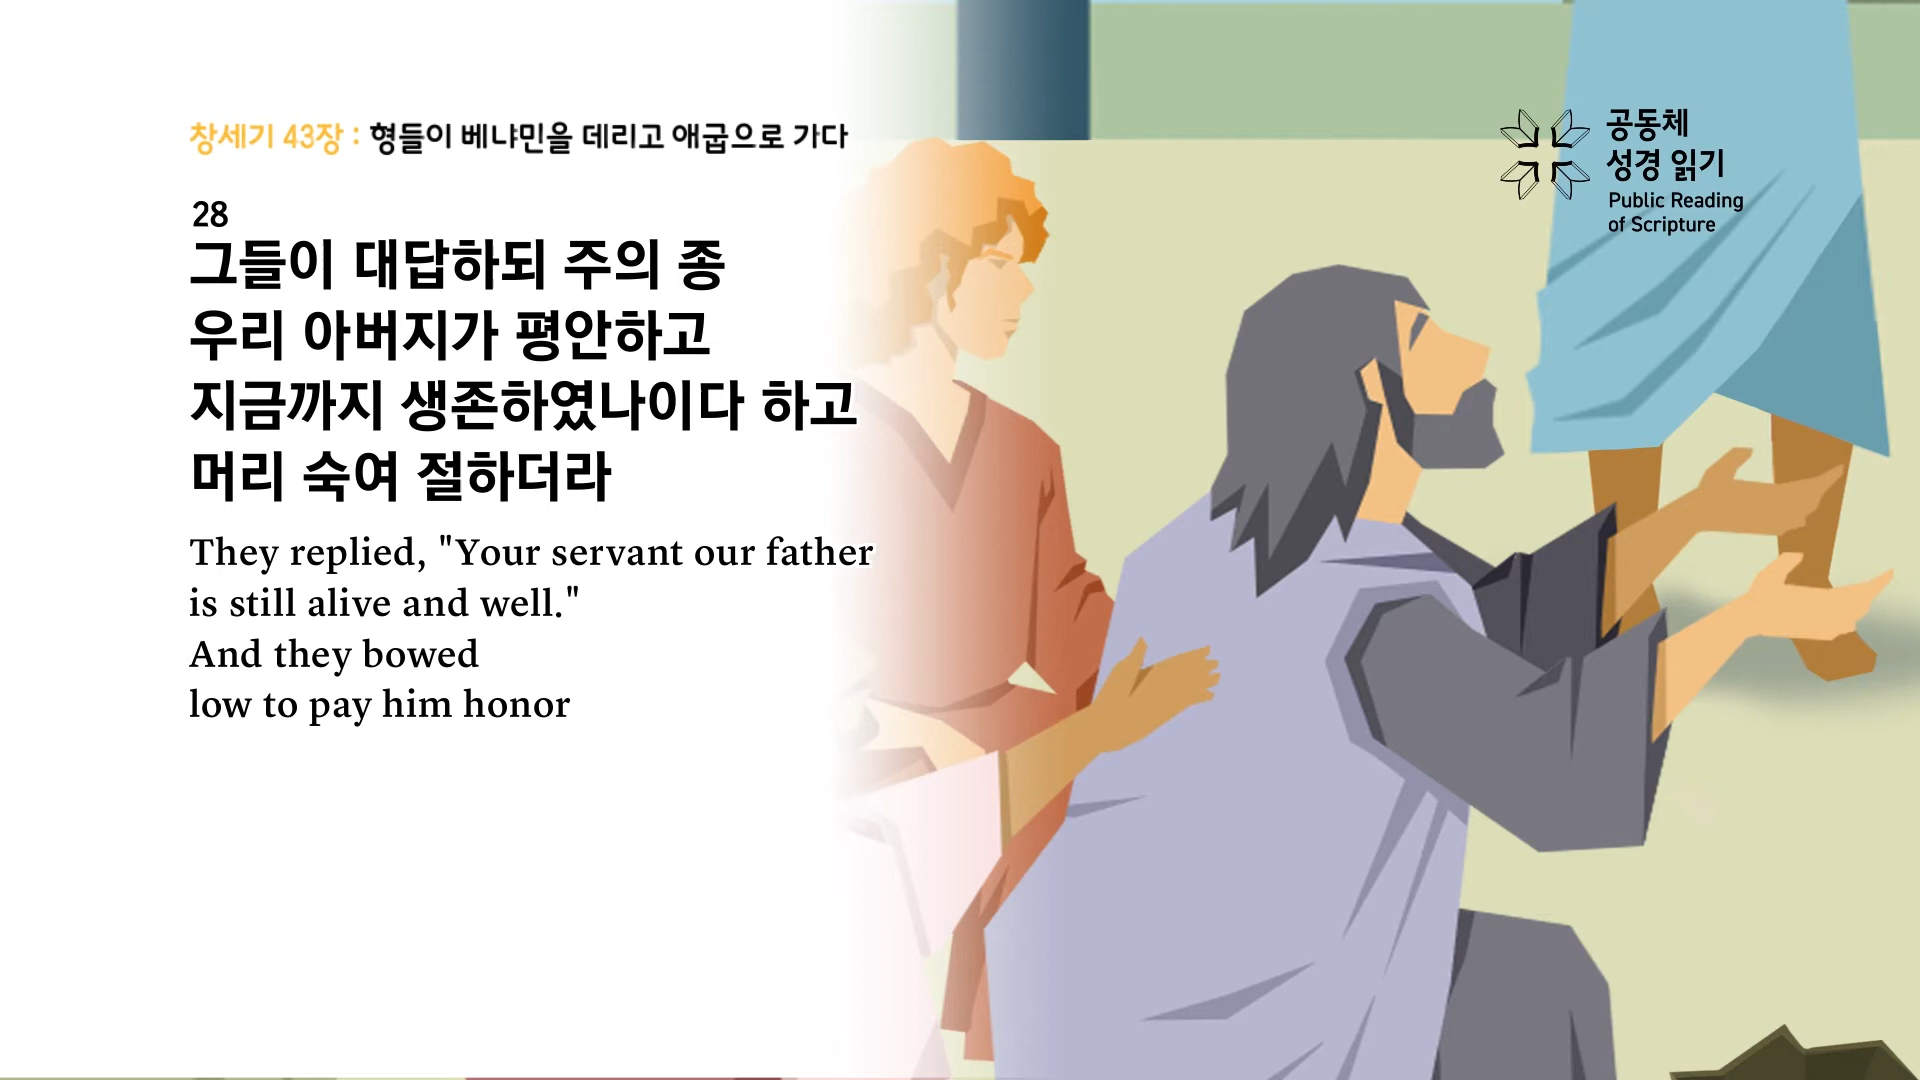 창세기 43장 : 형들이 베냐민을 데리고 애굽으로 가다
28
그들이 대답하되 주의 종
우리 아버지가 평안하고
지금까지 생존하였나이다 하고
머리 숙여 절하더라
They replied, "Your servant our father
is still alive and well."
And they bowed
low to pay him honor
공동체
성경 읽기
Public Reading
of Scripture